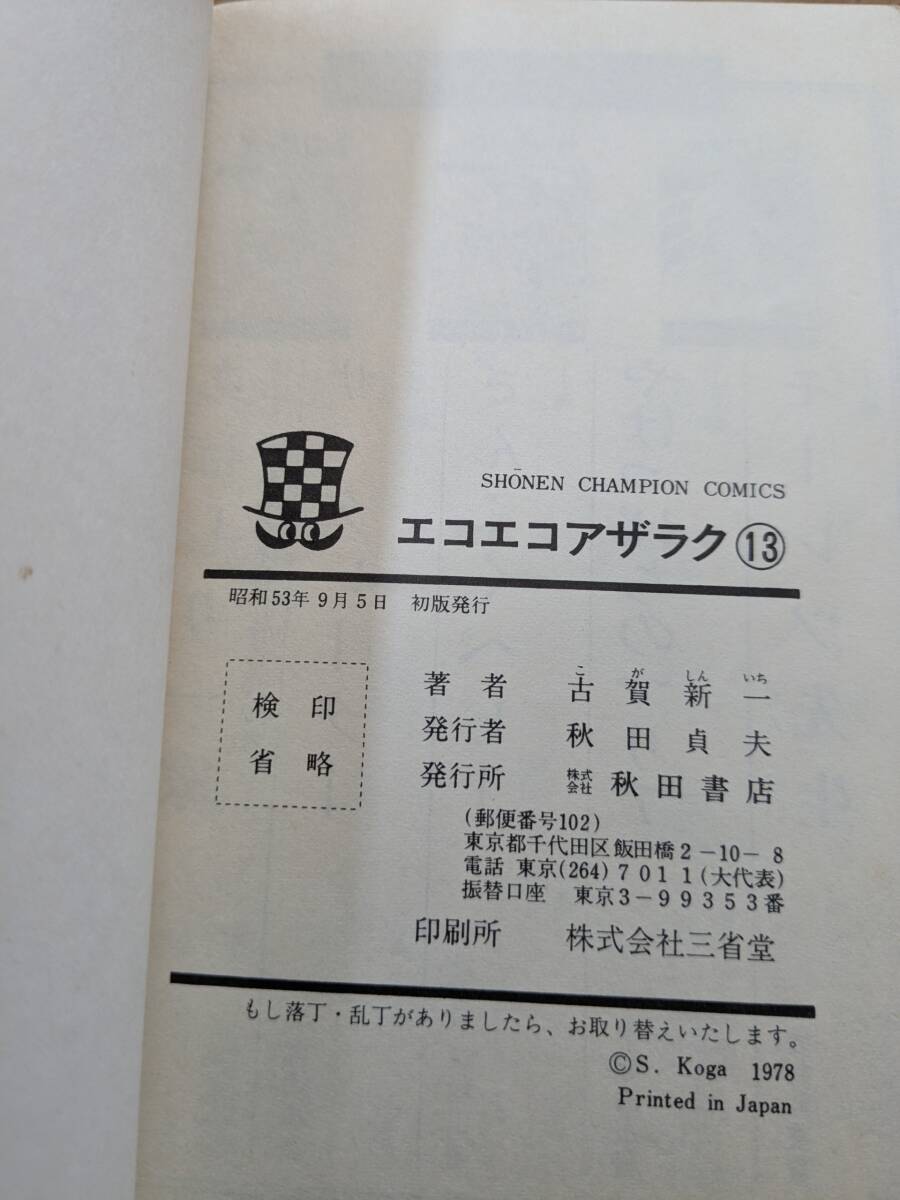 SHŌNEN CHAMPION COMICS
エコエコアザラク⑬
昭和53年9月5日 初版発行
検印
省略
著者 古賀新一
こがしんいち
発行者 秋田貞夫
発行所 株式会社 秋田書店
(郵便番号102)
東京都千代田区飯田橋2-10-8
電話 東京(264)7011(大代表)
振替口座 東京3-99353番
印刷所 株式会社三省堂
もし落丁・乱丁がありましたら、お取り替えいたします。
©S. Koga 1978
Printed in Japan